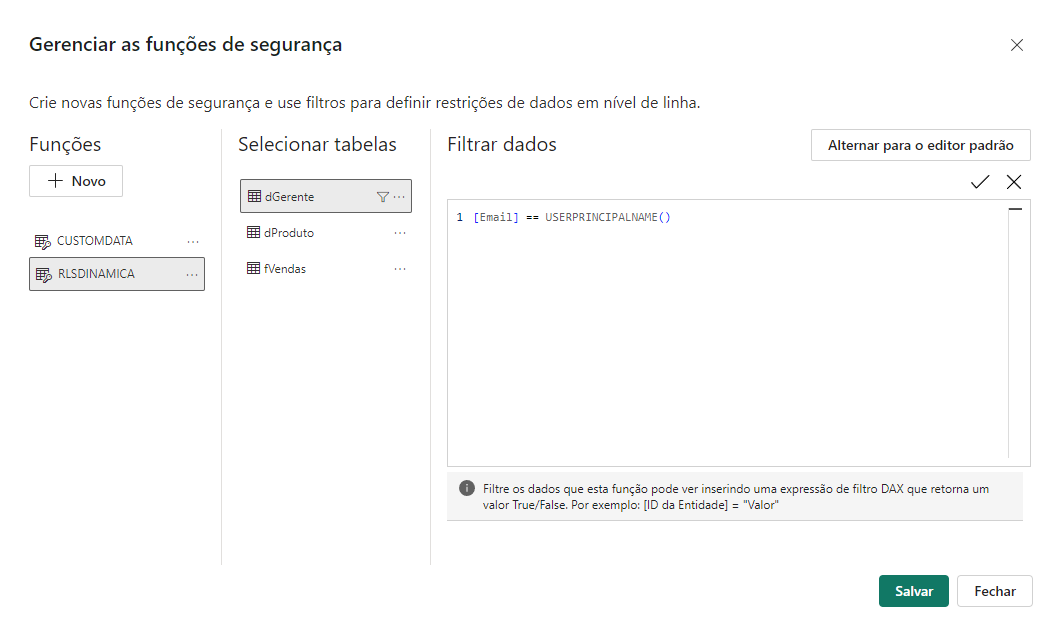 Gerenciar as funções de segurança
Crie novas funções de segurança e use filtros para definir restrições de dados em nível de linha.
Funções
Novo
CUSTOMDATA
RLSDINAMICA
Selecionar tabelas
dGerente
dProduto
fVendas
Filtrar dados
Alternar para o editor padrão
1 [Email] == USERPRINCIPALNAME()
Filtre os dados que esta função pode ver inserindo uma expressão de filtro DAX que retorna um
valor True/False. Por exemplo: [ID da Entidade] = "Valor"
Salvar
Fechar